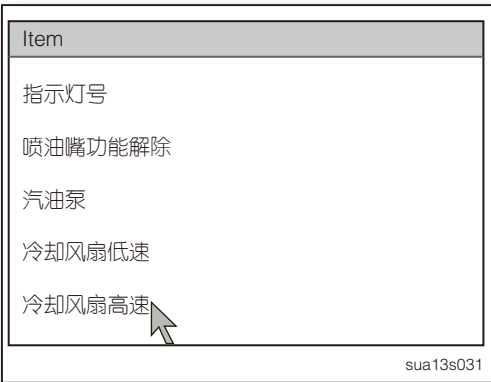 Item
指示灯号
喷油嘴功能解除
汽油泵
冷却风扇低速
冷却风扇高速
sua13s031